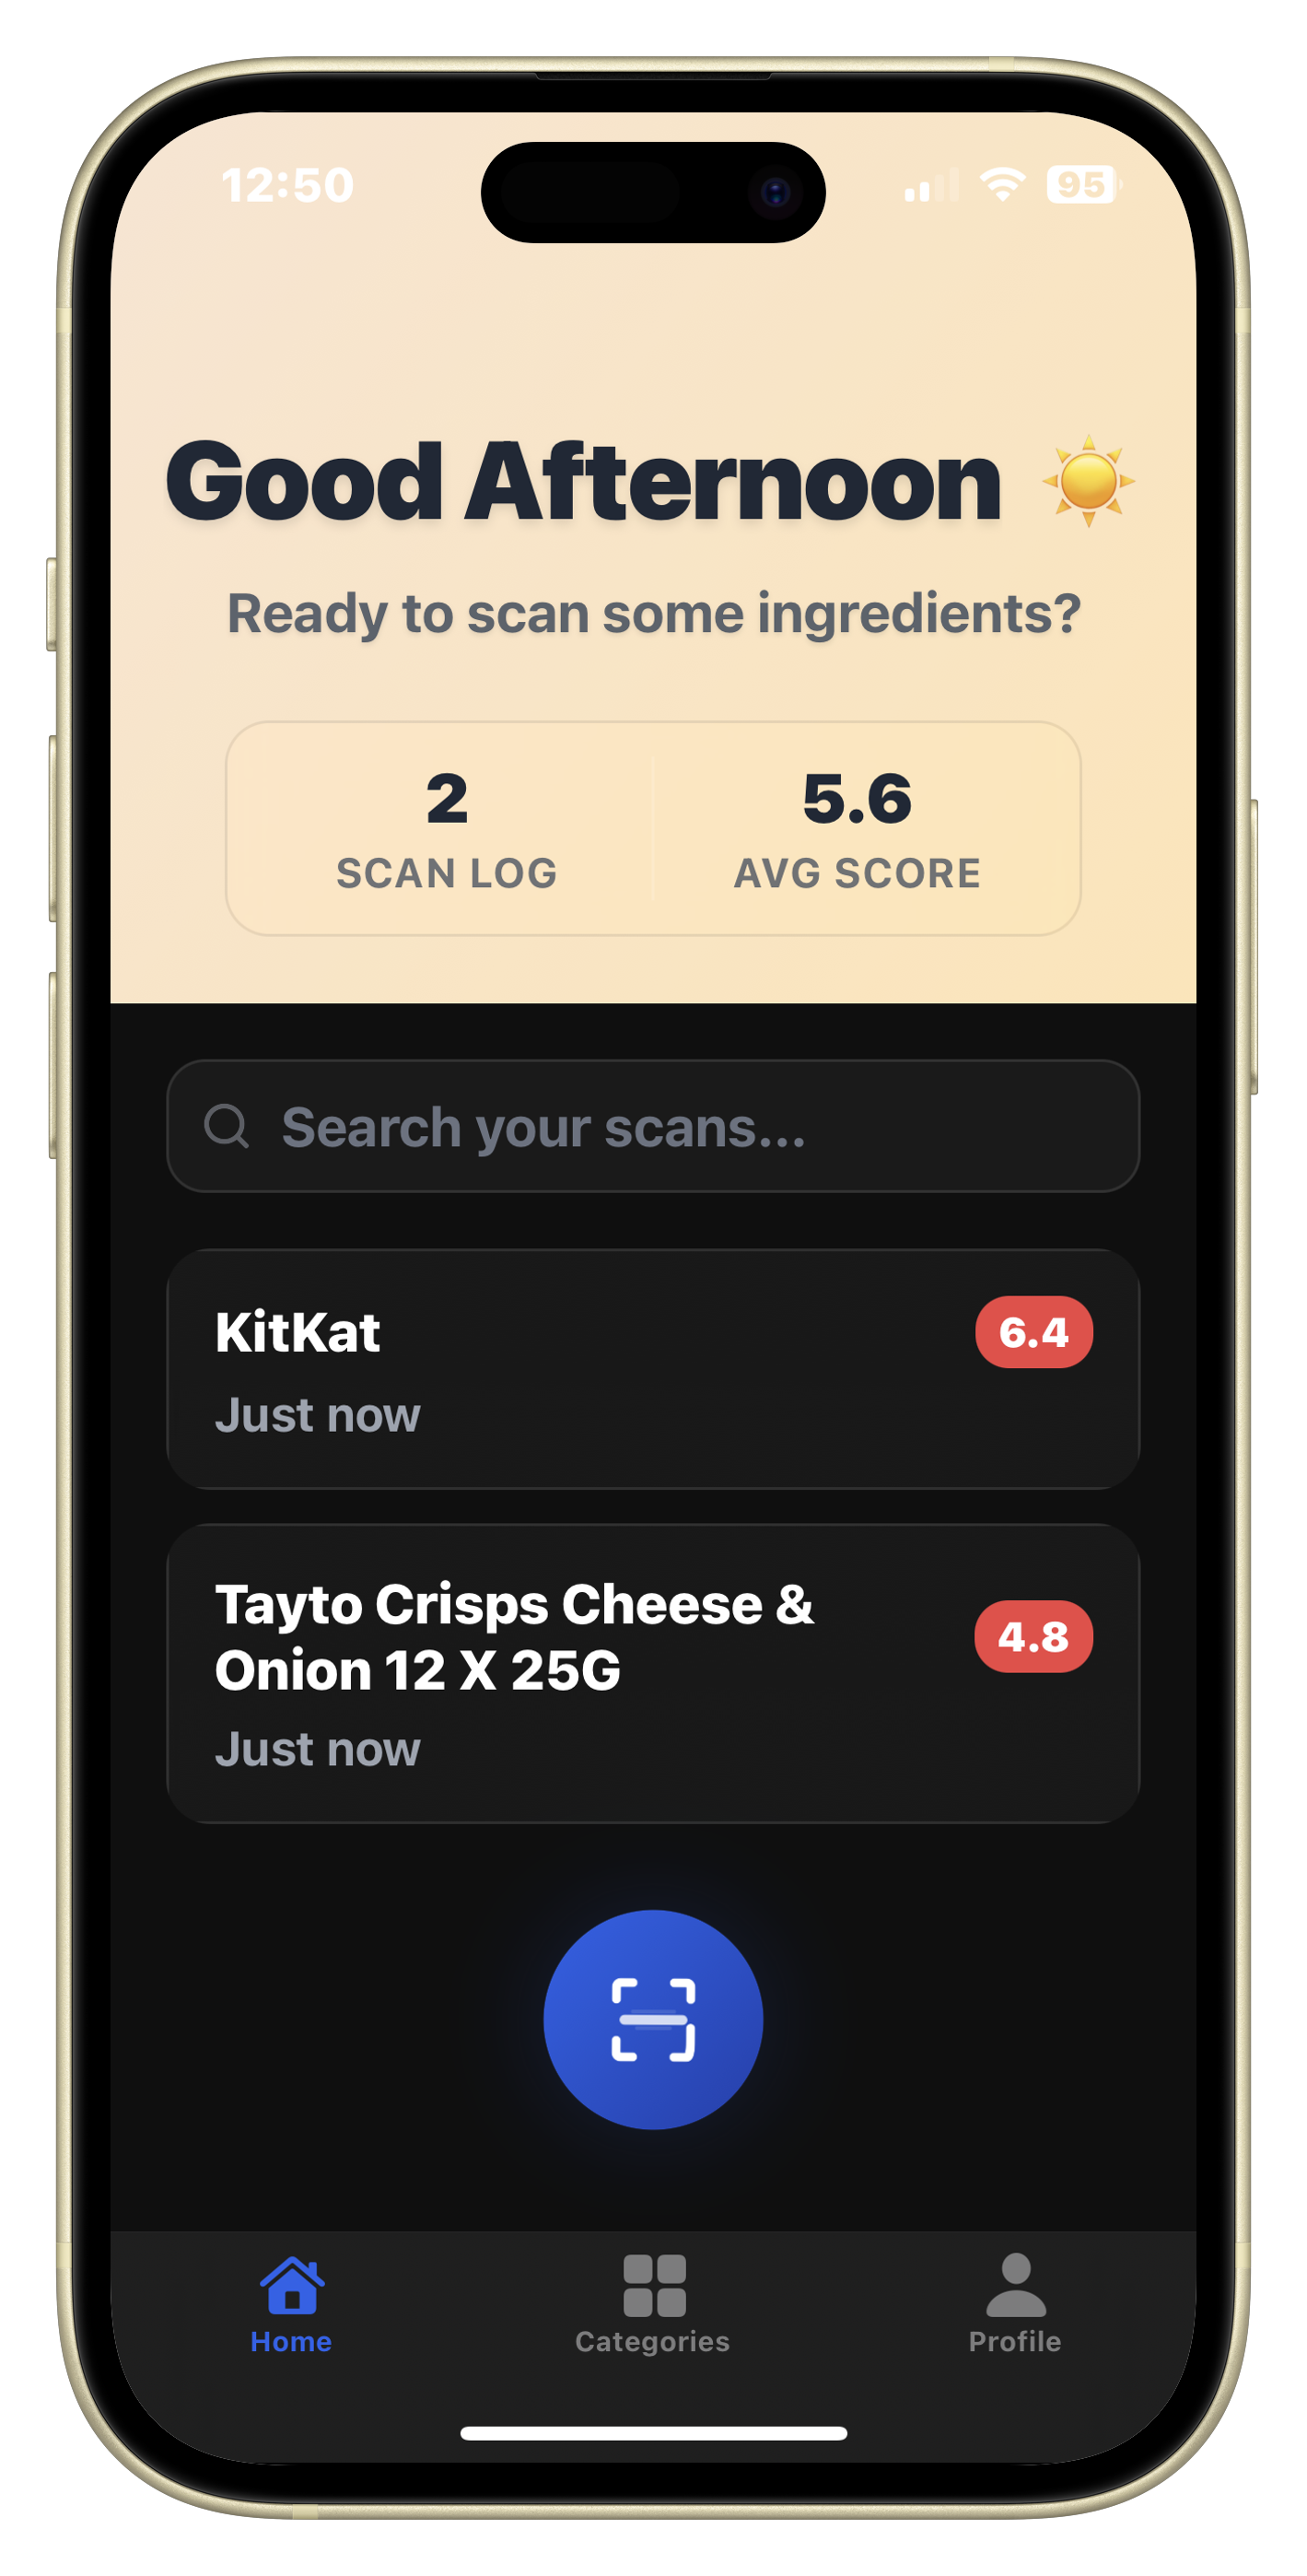 12:50
95
Good Afternoon ☀️
Ready to scan some ingredients?
2
SCAN LOG
5.6
AVG SCORE
Search your scans...
KitKat
6.4
Just now
Tayto Crisps Cheese &
Onion 12 X 25G
4.8
Just now
Home
Categories
Profile